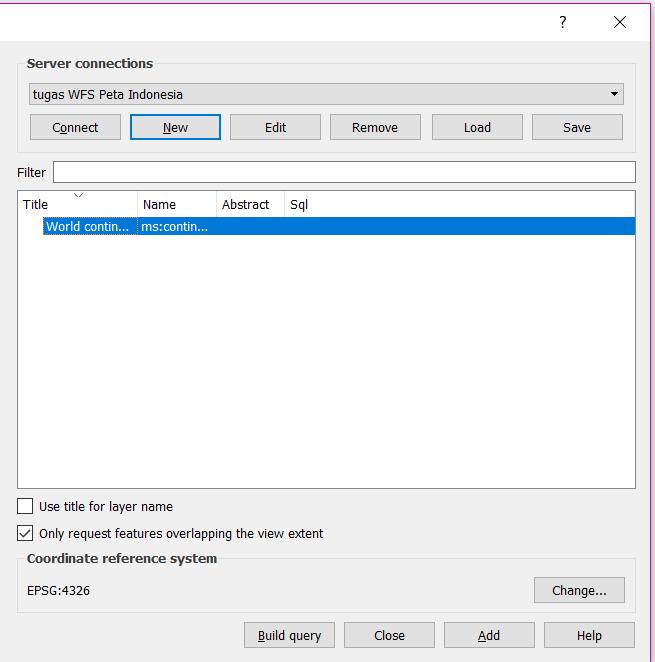 ?
Server connections
tugas WFS Peta Indonesia
Connect New Edit Remove Load Save
Filter
Title Name Abstract Sql
World contin... ms:contin...
Use title for layer name
Only request features overlapping the view extent
Coordinate reference system
EPSG:4326 Change...
Build query Close Add Help